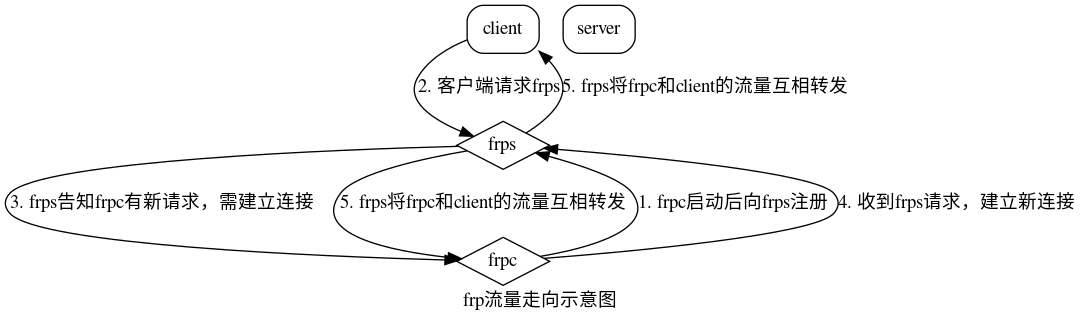 client
server
2. 客户端请求frps
5. frps将frpc和client的流量互相转发
frps
3. frps告知frpc有新请求，需建立连接
5. frps将frpc和client的流量互相转发
1. frpc启动后向frps注册
4. 收到frps请求，建立新连接
frpc
frp流量走向示意图